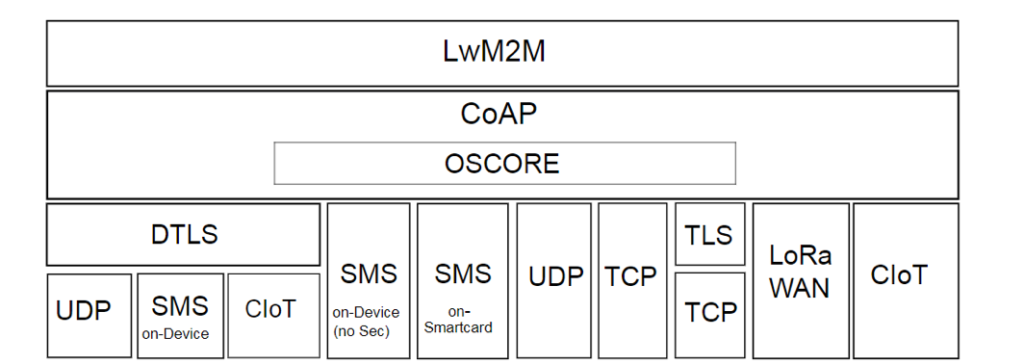 LwM2M
CoAP
OSCORE
DTLS
UDP
SMS
on-Device
CIoT
SMS
on-Device
(no Sec)
SMS
on-
Smartcard
UDP
TCP
TLS
TCP
LoRa
WAN
CIoT